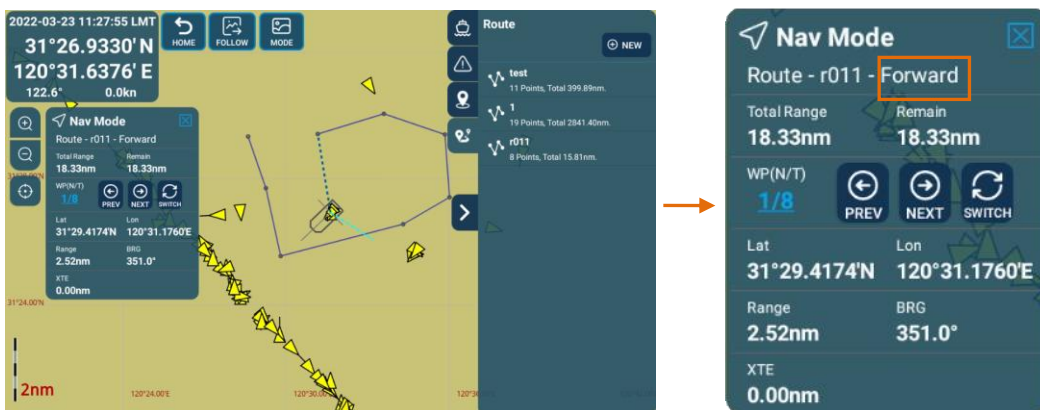 2022-03-23 11:27:55 LMT
31°26.9330'N
120°31.6376'E
122.6° 0.0kn
HOME
FOLLOW
MODE
Nav Mode
Route - r011 - Forward
Total Range Remain
18.33nm 18.33nm
WP(N/T)
1/8
PREV NEXT SWITCH
Lat Lon
31°29.4174'N 120°31.1760'E
Range BRG
2.52nm 351.0°
XTE
0.00nm
31°24.00'N
2nm
120°24.00'E
Route
NEW
test
11 Points, Total 399.89nm.
1
19 Points, Total 2841.40nm.
r011
8 Points, Total 15.81nm.
Nav Mode
Route - r011 - Forward
Total Range Remain
18.33nm 18.33nm
WP(N/T)
1/8
PREV NEXT SWITCH
Lat Lon
31°29.4174'N 120°31.1760'E
Range BRG
2.52nm 351.0°
XTE
0.00nm